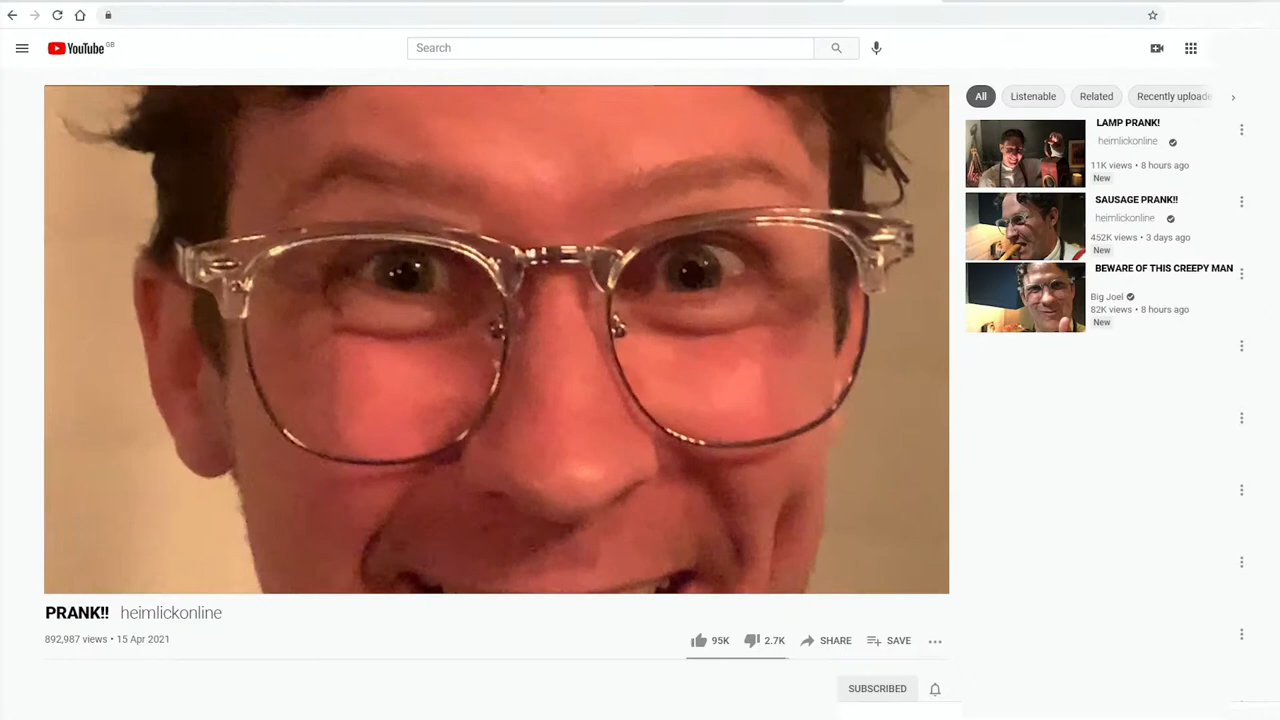 YouTube GB
Search
All
Listenable
Related
Recently uploade
LAMP PRANK!
heimlickonline
11K views • 8 hours ago
New
SAUSAGE PRANK!!
heimlickonline
452K views • 3 days ago
New
BEWARE OF THIS CREEPY MAN
Big Joel
82K views • 8 hours ago
New
PRANK!! heimlickonline
892,987 views • 15 Apr 2021
95K
2.7K
SHARE
SAVE
SUBSCRIBED